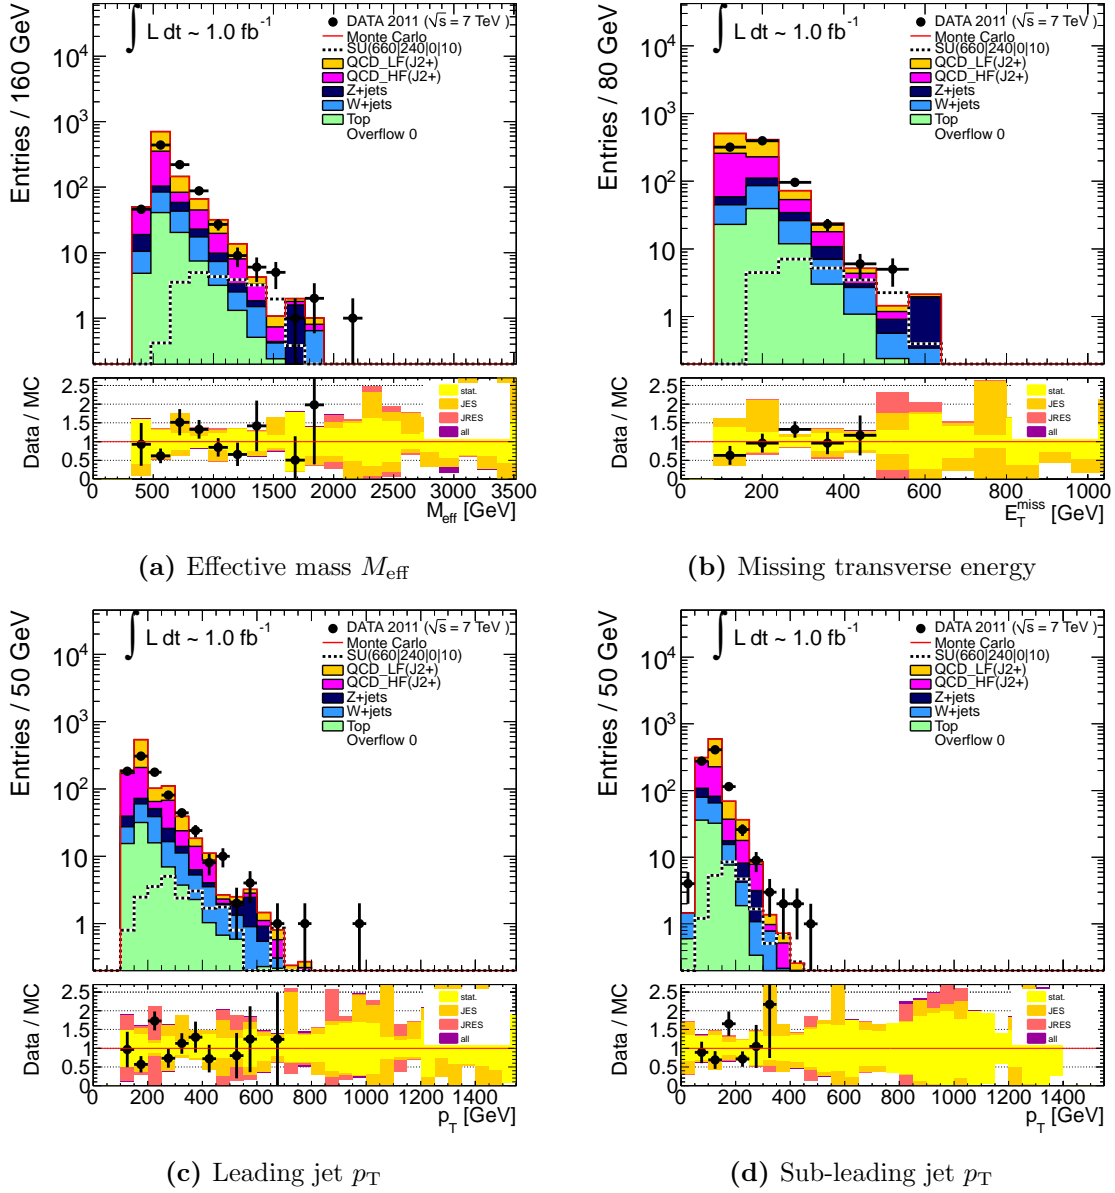 ∫ L dt ~ 1.0 fb⁻¹
DATA 2011 (√s = 7 TeV )
Monte Carlo
SU(660|240|0|10)
QCD_LF(J2+)
QCD_HF(J2+)
Z+jets
W+jets
Top
Overflow 0
Entries / 160 GeV
10⁴
10³
10²
10
1
Data / MC
2.5
2
1.5
1
0.5
0
stat.
JES
JRES
all
0 500 1000 1500 2000 2500 3000 3500
M_eff [GeV]
(a) Effective mass M_eff
∫ L dt ~ 1.0 fb⁻¹
DATA 2011 (√s = 7 TeV )
Monte Carlo
SU(660|240|0|10)
QCD_LF(J2+)
QCD_HF(J2+)
Z+jets
W+jets
Top
Overflow 0
Entries / 80 GeV
10⁴
10³
10²
10
1
Data / MC
2.5
2
1.5
1
0.5
0
stat.
JES
JRES
all
0 200 400 600 800 1000
E_T^miss [GeV]
(b) Missing transverse energy
∫ L dt ~ 1.0 fb⁻¹
DATA 2011 (√s = 7 TeV )
Monte Carlo
SU(660|240|0|10)
QCD_LF(J2+)
QCD_HF(J2+)
Z+jets
W+jets
Top
Overflow 0
Entries / 50 GeV
10⁴
10³
10²
10
1
Data / MC
2.5
2
1.5
1
0.5
0
stat.
JES
JRES
all
0 200 400 600 800 1000 1200 1400
p_T [GeV]
(c) Leading jet p_T
∫ L dt ~ 1.0 fb⁻¹
DATA 2011 (√s = 7 TeV )
Monte Carlo
SU(660|240|0|10)
QCD_LF(J2+)
QCD_HF(J2+)
Z+jets
W+jets
Top
Overflow 0
Entries / 50 GeV
10⁴
10³
10²
10
1
Data / MC
2.5
2
1.5
1
0.5
0
stat.
JES
JRES
all
0 200 400 600 800 1000 1200 1400
p_T [GeV]
(d) Sub-leading jet p_T